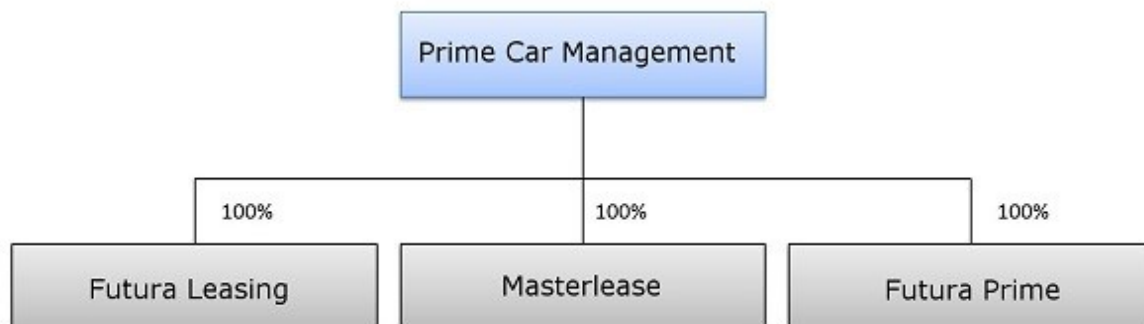 Prime Car Management
100%
100%
100%
Futura Leasing
Masterlease
Futura Prime